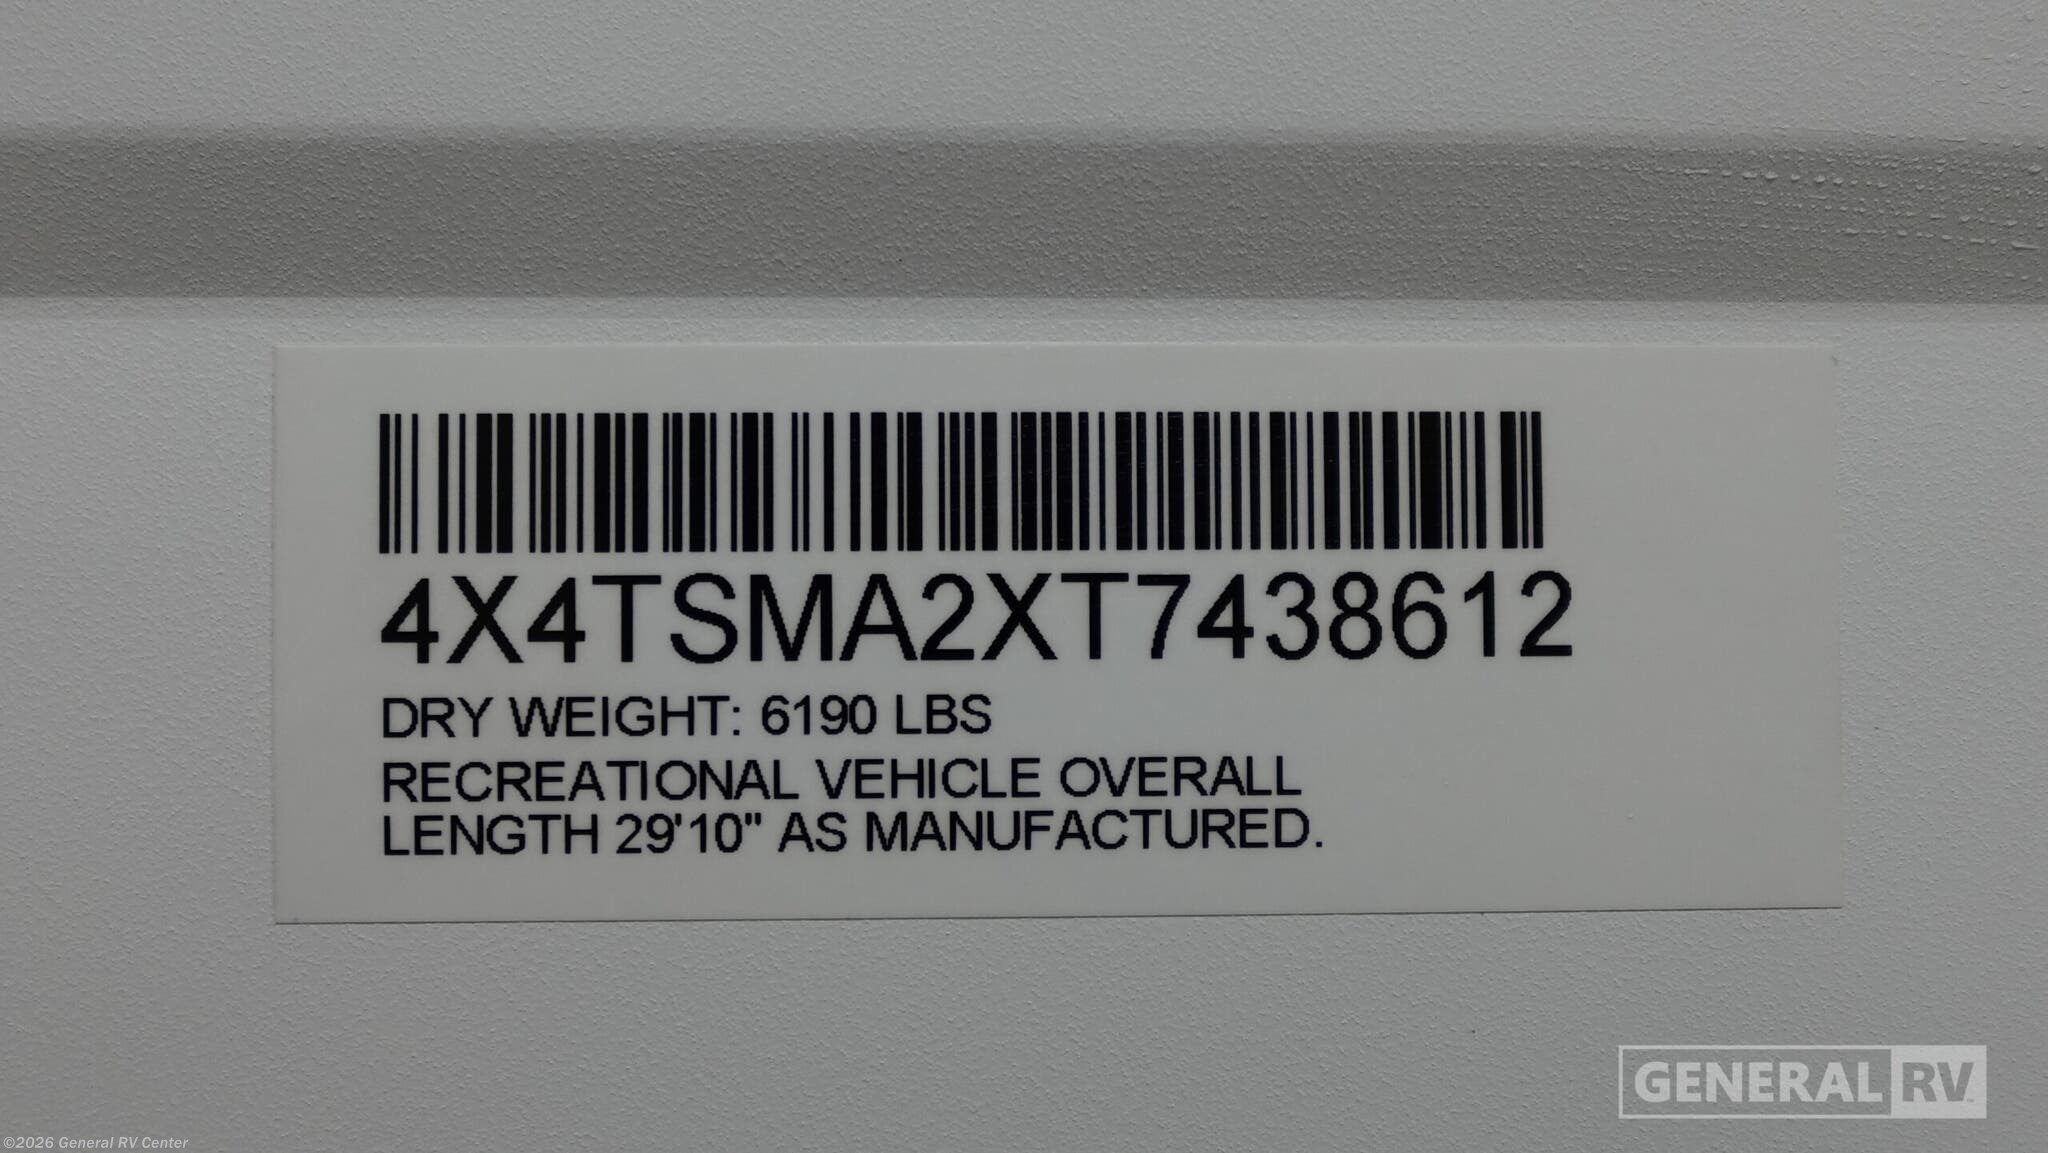 4X4TSMA2XT7438612
DRY WEIGHT: 6190 LBS
RECREATIONAL VEHICLE OVERALL
LENGTH 29'10" AS MANUFACTURED.
GENERAL RV
©2026 General RV Center